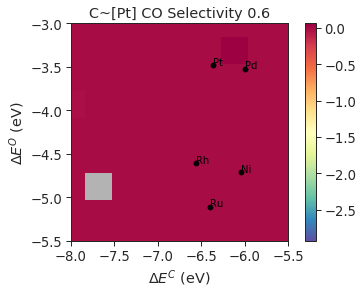 C~[Pt] CO Selectivity 0.6
−3.0
−3.5
−4.0
−4.5
−5.0
−5.5
ΔE^O (eV)
Pt
Pd
Rh
Ni
Ru
−8.0 −7.5 −7.0 −6.5 −6.0 −5.5
ΔE^C (eV)
0.0
−0.5
−1.0
−1.5
−2.0
−2.5